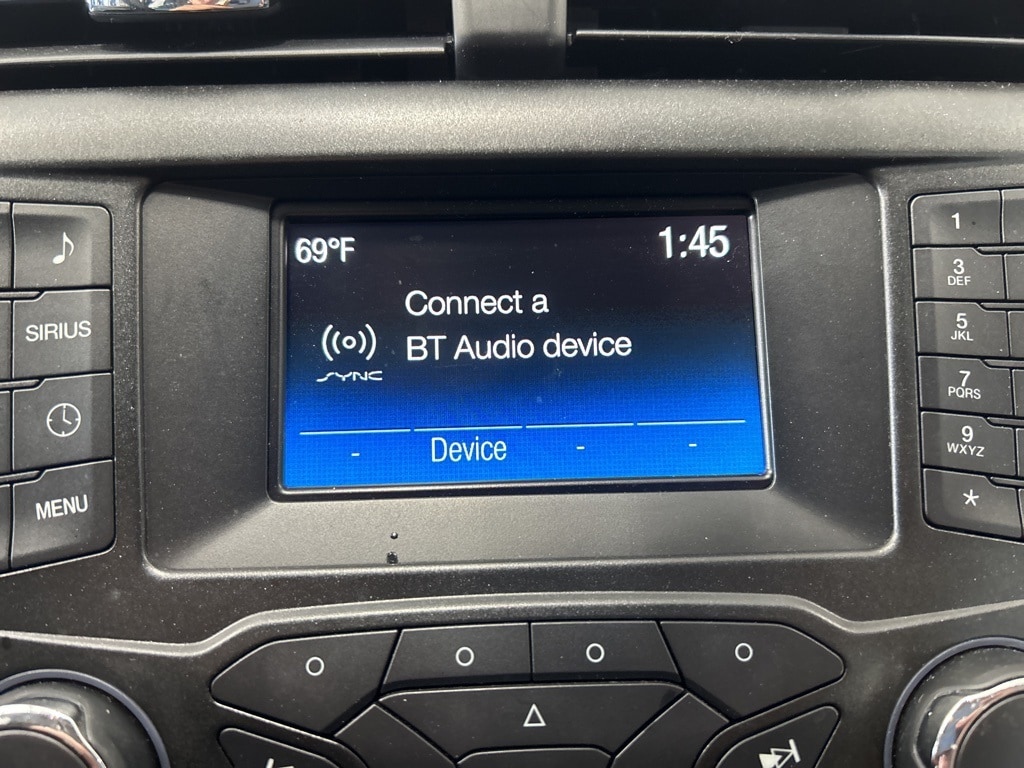 69°F
1:45
Connect a
BT Audio device
SYNC
-
Device
-
-
SIRIUS
MENU
1
3
DEF
5
JKL
7
PQRS
9
WXYZ
*